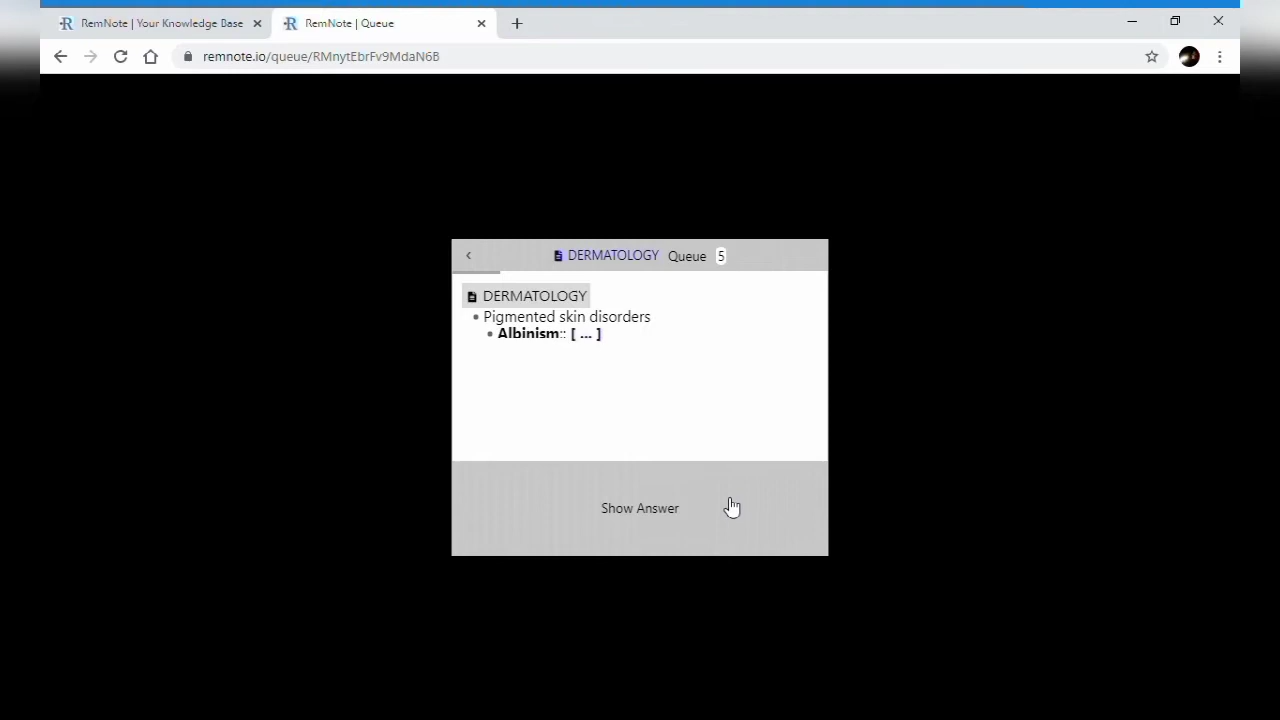 RemNote | Your Knowledge Base
RemNote | Queue
remnote.io/queue/RMnytEbrFv9MdaN6B
DERMATOLOGY Queue 5
DERMATOLOGY
• Pigmented skin disorders
• Albinism:: [ ... ]
Show Answer